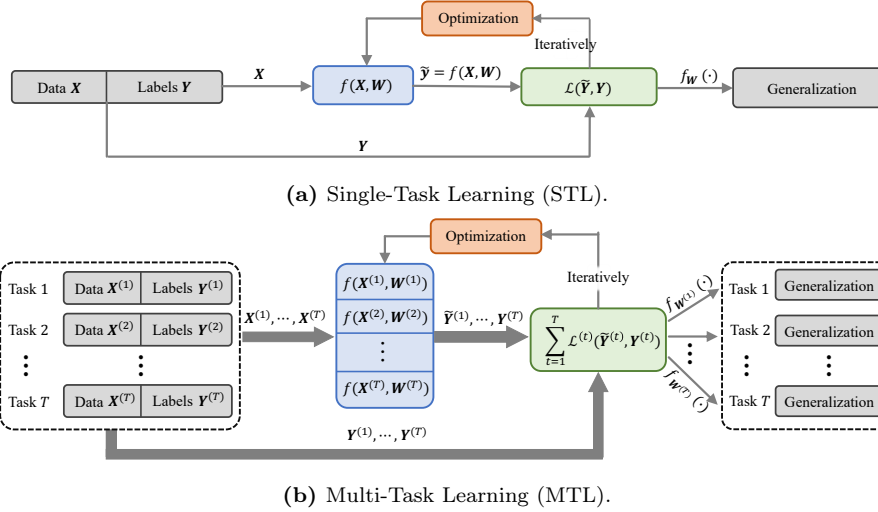 Optimization
Iteratively
Data X Labels Y
X
f(X, W)
ỹ = f(X, W)
ℒ(Ỹ, Y)
f_W (·)
Generalization
Y
(a) Single-Task Learning (STL).
Optimization
Iteratively
Task 1 Data X^(1) Labels Y^(1)
Task 2 Data X^(2) Labels Y^(2)
⋮ ⋮
Task T Data X^(T) Labels Y^(T)
X^(1), ⋯, X^(T)
f(X^(1), W^(1))
f(X^(2), W^(2))
⋮
f(X^(T), W^(T))
Ỹ^(1), ⋯, Y^(T)
∑_{t=1}^{T} ℒ^(t)(Ỹ^(t), Y^(t))
f_{W^(1)} (·)
⋮
f_{W^(T)} (·)
Task 1 Generalization
Task 2 Generalization
⋮ ⋮
Task T Generalization
Y^(1), ⋯, Y^(T)
(b) Multi-Task Learning (MTL).